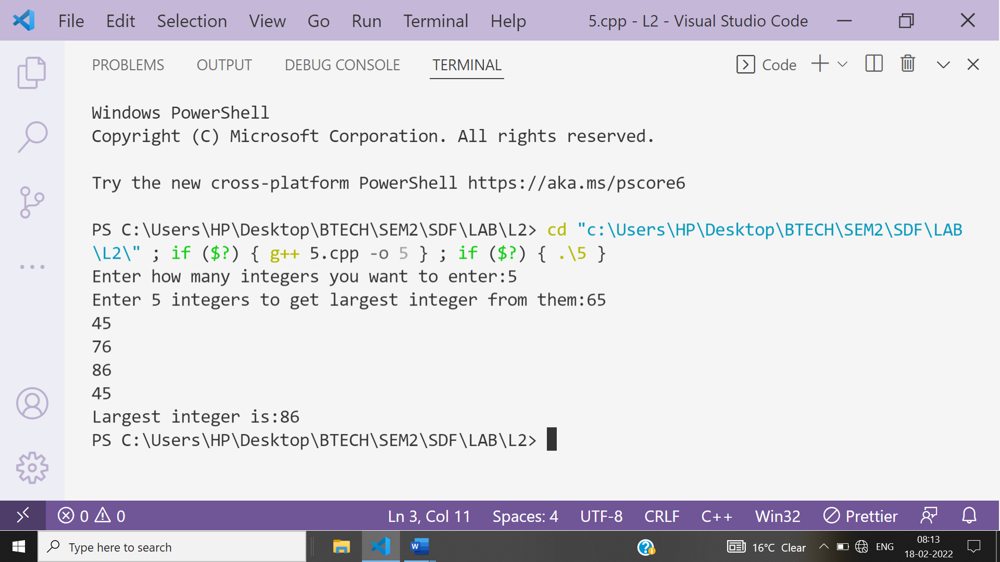 File Edit Selection View Go Run Terminal Help 5.cpp - L2 - Visual Studio Code
PROBLEMS OUTPUT DEBUG CONSOLE TERMINAL Code
Windows PowerShell
Copyright (C) Microsoft Corporation. All rights reserved.
Try the new cross-platform PowerShell https://aka.ms/pscore6
PS C:\Users\HP\Desktop\BTECH\SEM2\SDF\LAB\L2> cd "c:\Users\HP\Desktop\BTECH\SEM2\SDF\LAB
\L2\" ; if ($?) { g++ 5.cpp -o 5 } ; if ($?) { .\5 }
Enter how many integers you want to enter:5
Enter 5 integers to get largest integer from them:65
45
76
86
45
Largest integer is:86
PS C:\Users\HP\Desktop\BTECH\SEM2\SDF\LAB\L2>
0 0 Ln 3, Col 11 Spaces: 4 UTF-8 CRLF C++ Win32 Prettier
Type here to search W 16°C Clear ENG 08:13
18-02-2022